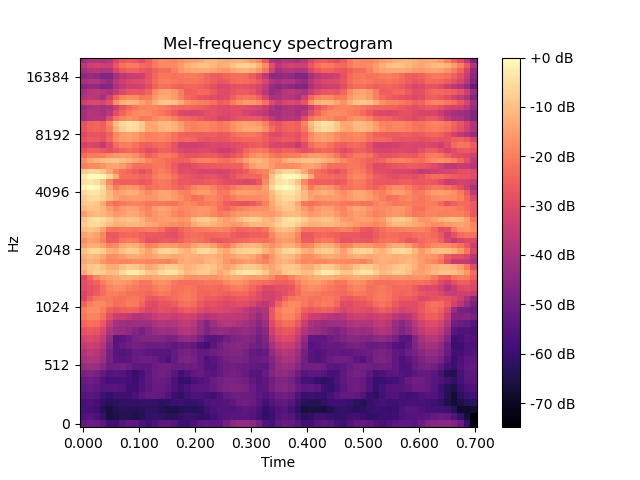 Mel-frequency spectrogram
Hz
16384
8192
4096
2048
1024
512
0
0.000 0.100 0.200 0.300 0.400 0.500 0.600 0.700
Time
+0 dB
-10 dB
-20 dB
-30 dB
-40 dB
-50 dB
-60 dB
-70 dB